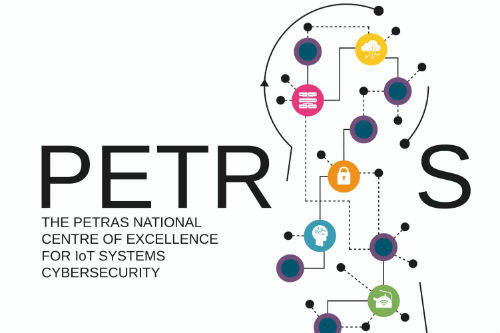 PETR S
THE PETRAS NATIONAL
CENTRE OF EXCELLENCE
FOR IoT SYSTEMS
CYBERSECURITY